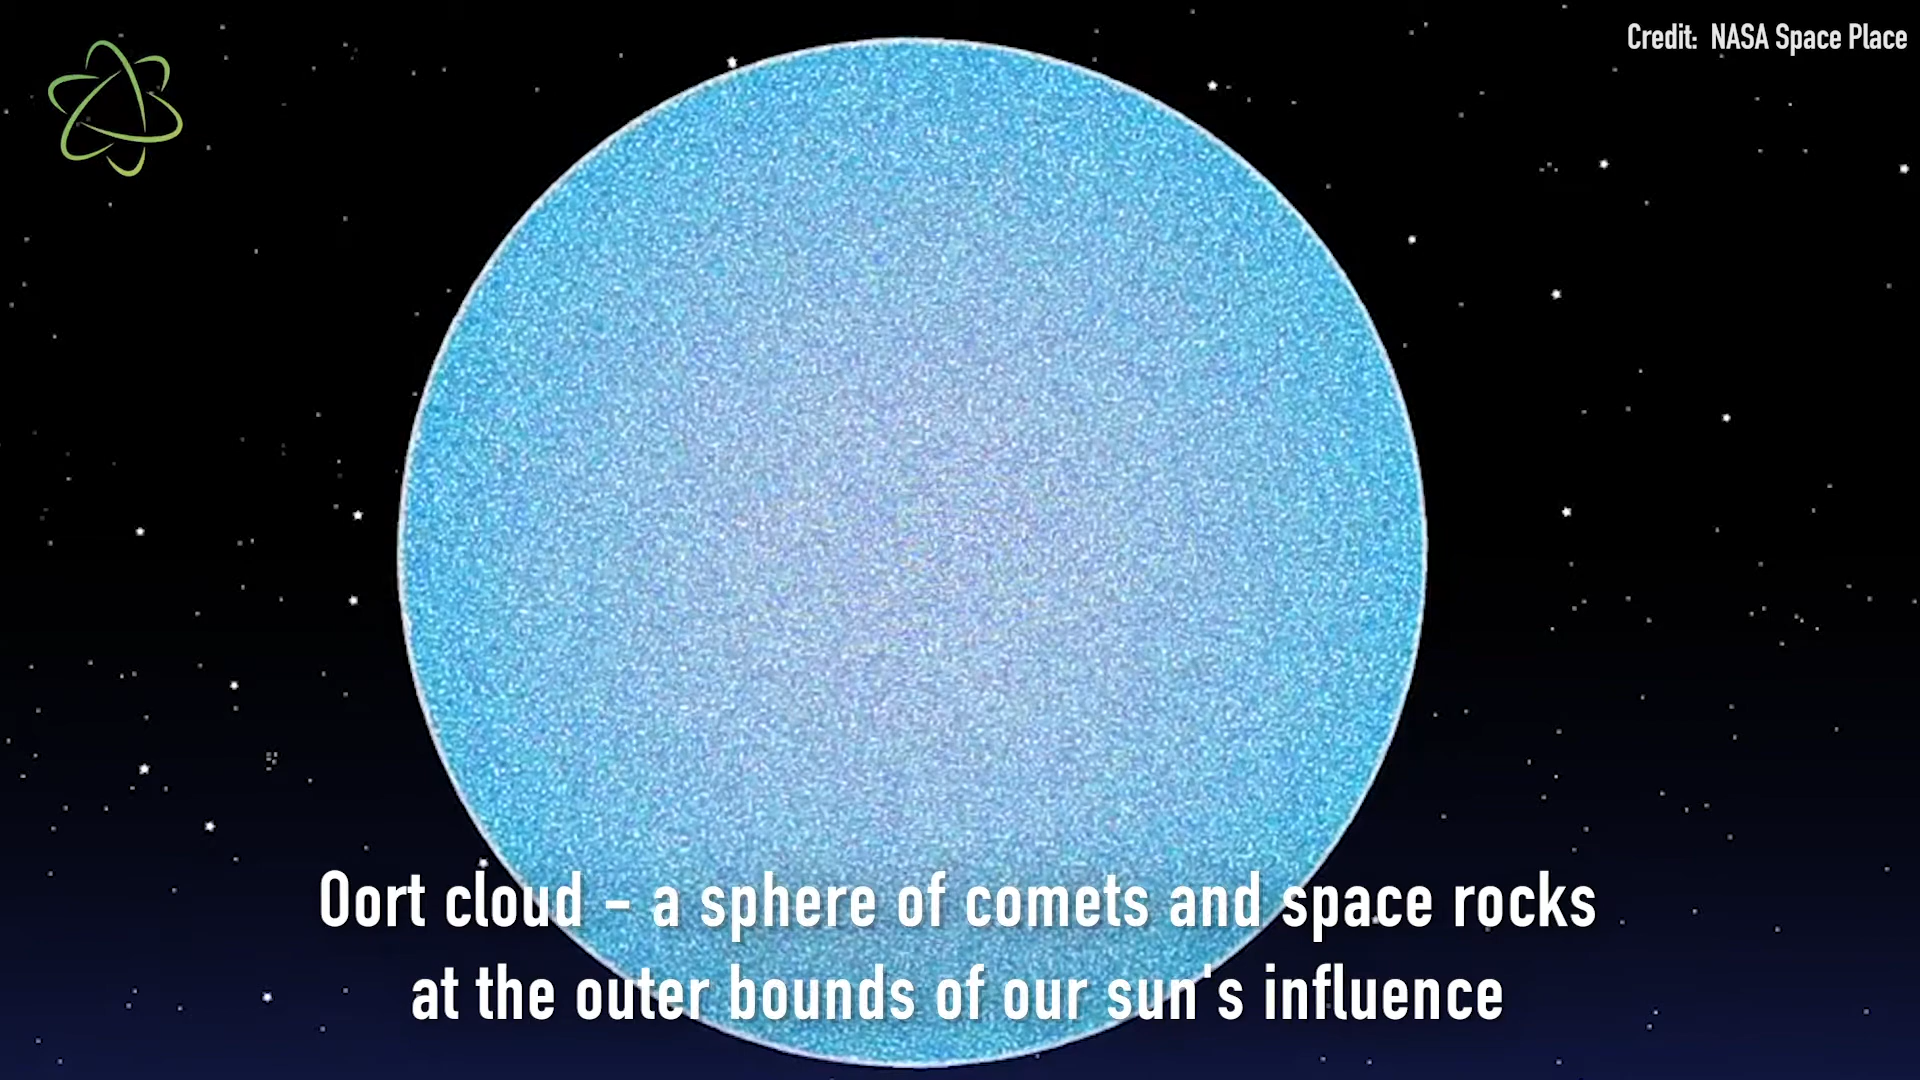 Credit: NASA Space Place
Oort cloud - a sphere of comets and space rocks
at the outer bounds of our sun's influence